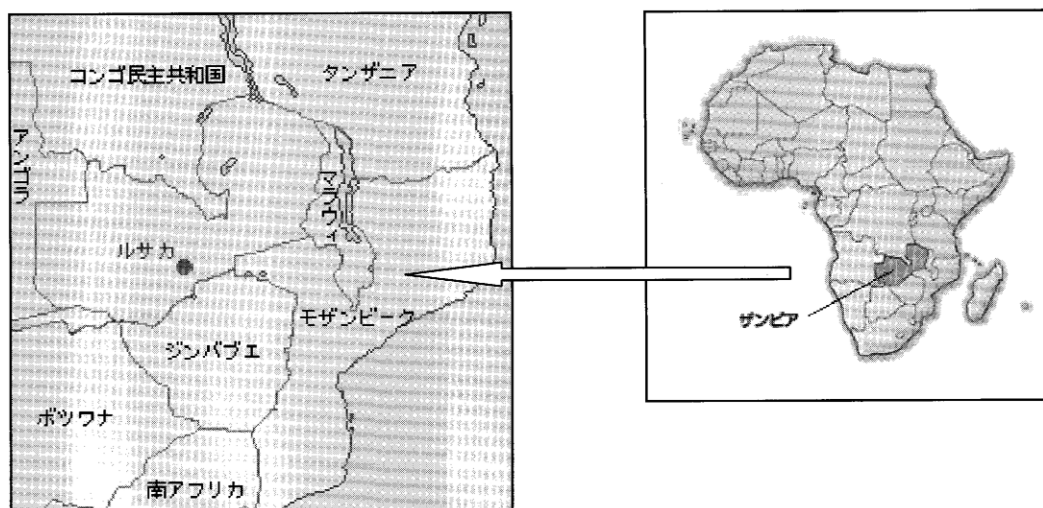 コンゴ民主共和国
タンザニア
アンゴラ
マラウィ
ルサカ
モザンビーク
ジンバブエ
ボツワナ
南アフリカ
ザンビア